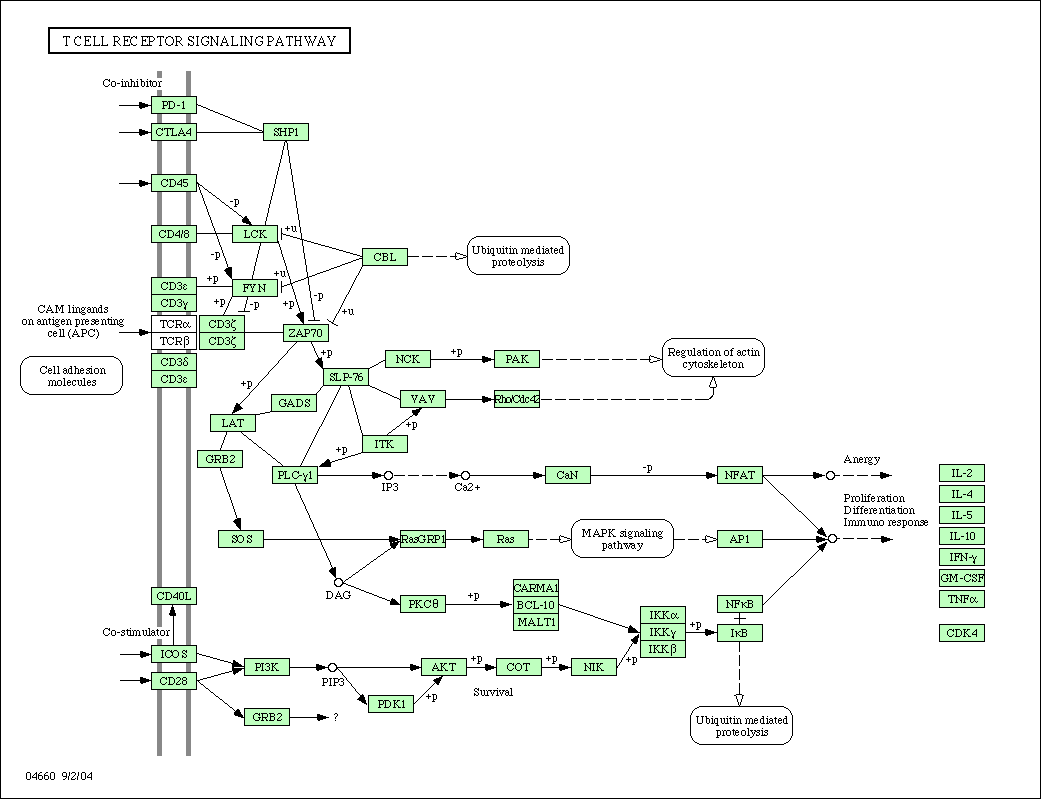 T CELL RECEPTOR SIGNALING PATHWAY
Co-inhibitor
PD-1
CTLA4
SHP1
CD45
-p
CD4/8
LCK
+u
CBL
Ubiquitin mediated
proteolysis
-p
CD3ε
+p
FYN
+u
CD3γ
+p
-p
+p
-p
+u
CAM lingands
on antigen presenting
cell (APC)
TCRα
TCRβ
CD3ζ
CD3ζ
ZAP70
+p
Cell adhesion
molecules
CD3δ
CD3ε
NCK
+p
PAK
Regulation of actin
cytoskeleton
SLP-76
+p
GADS
VAV
Rho/Cdc42
LAT
+p
ITK
GRB2
+p
PLC-γ1
IP3
Ca2+
CaN
-p
NFAT
Anergy
Proliferation
Differentiation
Immuno response
IL-2
IL-4
IL-5
IL-10
IFN-γ
GM-CSF
TNFα
CDK4
SOS
RasGRP1
Ras
MAPK signaling
pathway
AP1
DAG
PKCθ
+p
CARMA1
BCL-10
MALT1
CD40L
IKKα
IKKγ
IKKβ
+p
NFκB
IκB
Co-stimulator
ICOS
CD28
PI3K
PIP3
AKT
+p
COT
+p
NIK
+p
PDK1
+p
Survival
GRB2
?
Ubiquitin mediated
proteolysis
04660 9/2/04